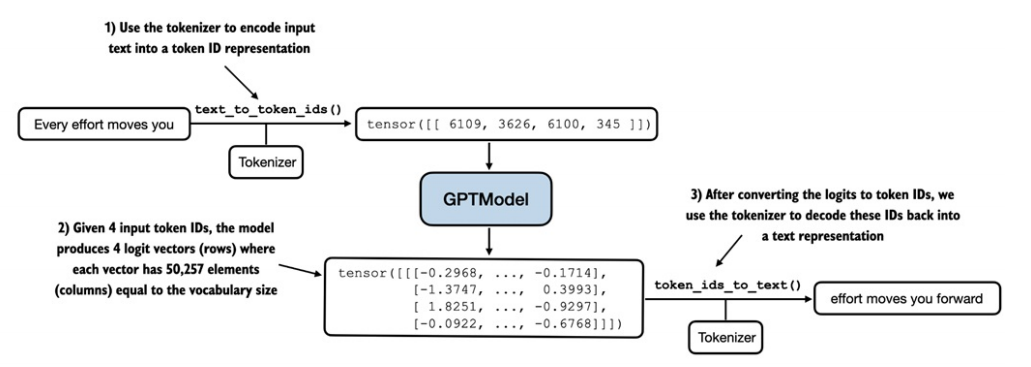 1) Use the tokenizer to encode input
text into a token ID representation
text_to_token_ids()
Every effort moves you
tensor([[ 6109, 3626, 6100, 345 ]])
Tokenizer
GPTModel
3) After converting the logits to token IDs, we
use the tokenizer to decode these IDs back into
a text representation
2) Given 4 input token IDs, the model
produces 4 logit vectors (rows) where
each vector has 50,257 elements
(columns) equal to the vocabulary size
tensor([[[-0.2968, ..., -0.1714],
[-1.3747, ..., 0.3993],
[ 1.8251, ..., -0.9297],
[-0.0922, ..., -0.6768]]])
token_ids_to_text()
effort moves you forward
Tokenizer